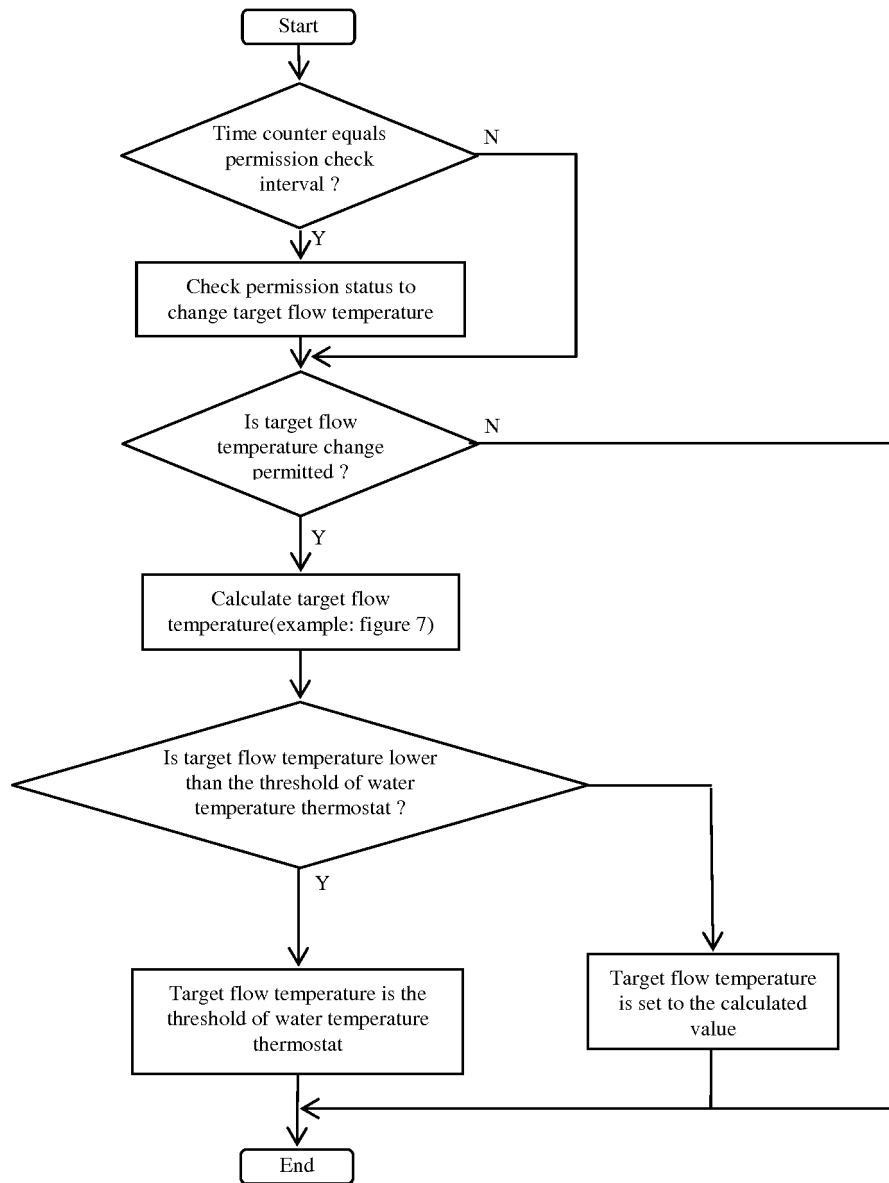 Start
Time counter equals
permission check
interval ?
N
Y
Check permission status to
change target flow temperature
Is target flow
temperature change
permitted ?
N
Y
Calculate target flow
temperature(example: figure 7)
Is target flow temperature lower
than the threshold of water
temperature thermostat ?
Y
Target flow temperature is the
threshold of water temperature
thermostat
Target flow temperature
is set to the calculated
value
End